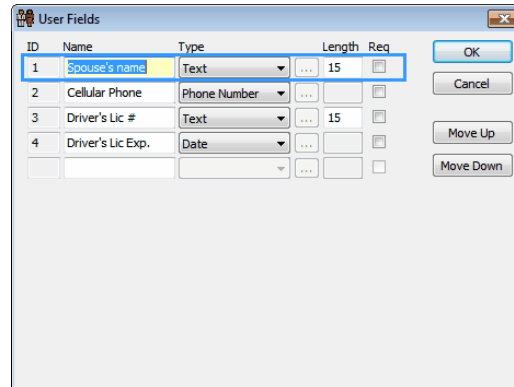 User Fields
ID Name Type Length Req
1 Spouse's name Text ... 15
2 Cellular Phone Phone Number ...
3 Driver's Lic # Text ... 15
4 Driver's Lic Exp. Date ...
...
OK
Cancel
Move Up
Move Down